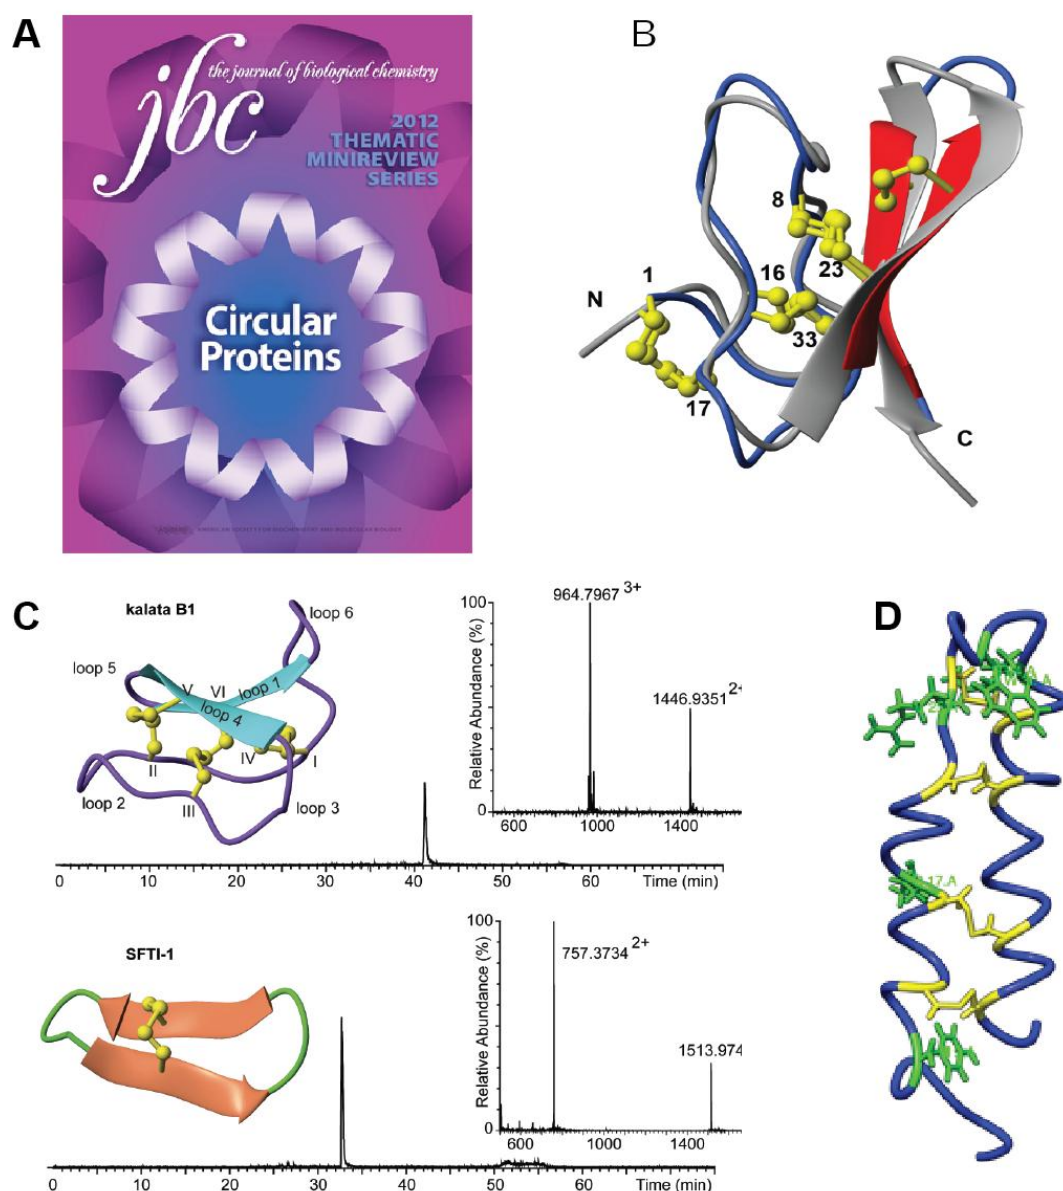 A
jbc
the journal of biological chemistry
2012
THEMATIC
MINIREVIEW
SERIES
Circular
Proteins
B
8
23
1
16
N
33
17
C
C
kalata B1
loop 6
loop 5
V
VI
loop 1
loop 4
II
IV
I
III
loop 2
loop 3
964.7967 3+
1446.9351 2+
Relative Abundance (%)
100
0
600
1000
1400
0
10
20
30
40
50
60
Time (min)
SFTI-1
757.3734 2+
1513.974
Relative Abundance (%)
100
0
600
1000
1400
0
10
20
30
40
50
60
Time (min)
D
17.A